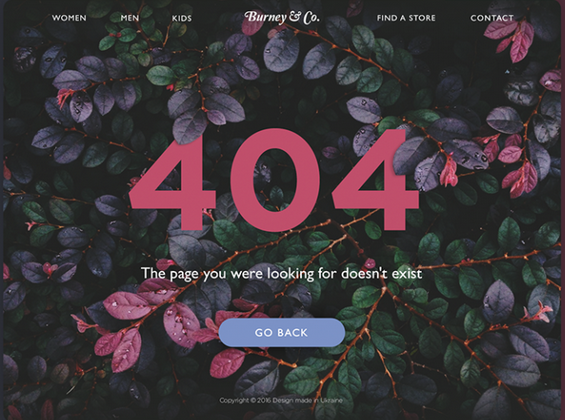 WOMEN MEN KIDS Burney & Co. FIND A STORE CONTACT
404
The page you were looking for doesn't exist
GO BACK
Copyright © 2016 Design made in Ukraine